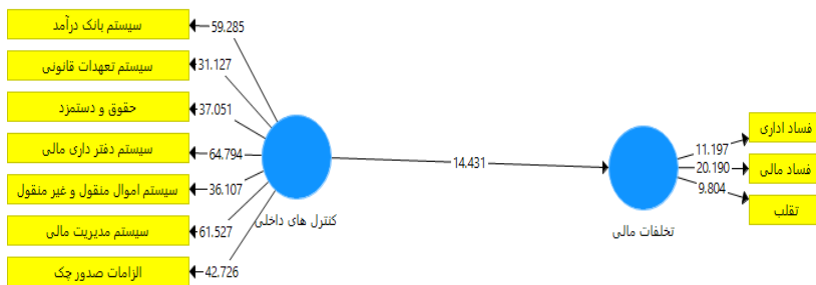 سیستم بانک درآمد
59.285
سیستم تعهدات قانونی
31.127
حقوق و دستمزد
37.051
سیستم دفتر داری مالی
64.794
سیستم اموال منقول و غیر منقول
36.107
سیستم مدیریت مالی
61.527
الزامات صدور چک
42.726
کنترل های داخلی
14.431
تخلفات مالی
11.197
فساد اداری
20.190
فساد مالی
9.804
تقلب